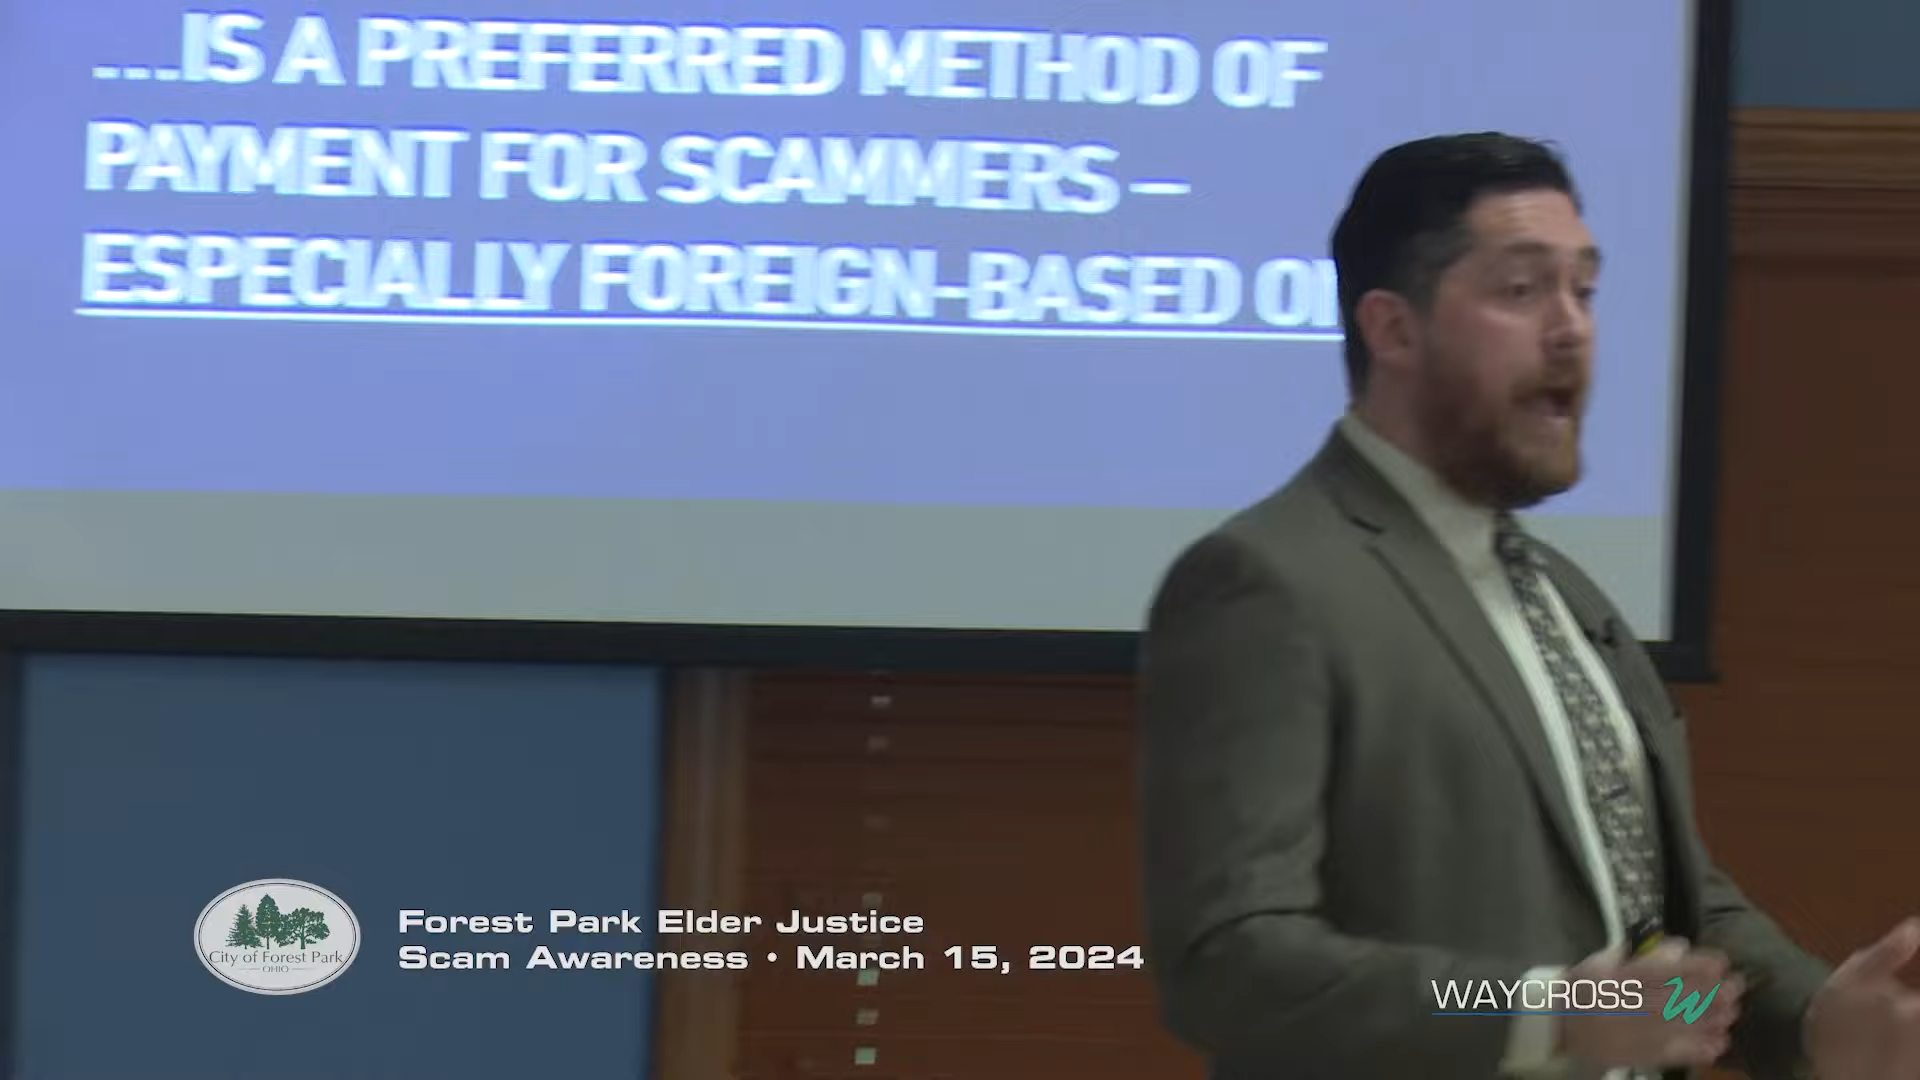 ...IS A PREFERRED METHOD OF
PAYMENT FOR SCAMMERS –
ESPECIALLY FOREIGN-BASED
City of Forest Park
OHIO
Forest Park Elder Justice
Scam Awareness • March 15, 2024
WAYCROSS W